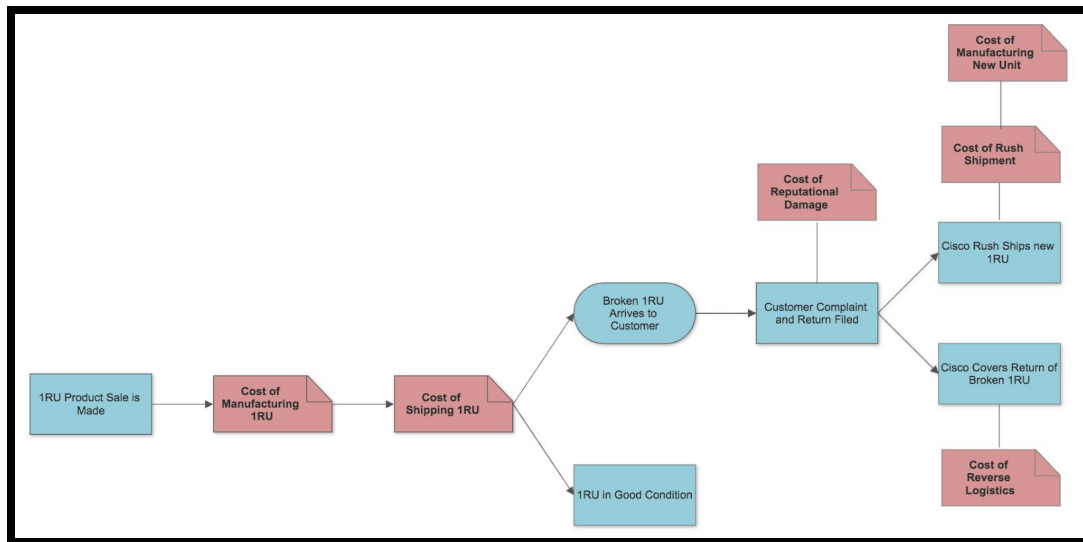 Cost of
Manufacturing
New Unit
Cost of Rush
Shipment
Cost of
Reputational
Damage
Cisco Rush Ships new
1RU
Broken 1RU
Arrives to
Customer
Customer Complaint
and Return Filed
Cisco Covers Return of
Broken 1RU
1RU Product Sale is
Made
Cost of
Manufacturing
1RU
Cost of
Shipping 1RU
1RU in Good Condition
Cost of
Reverse
Logistics